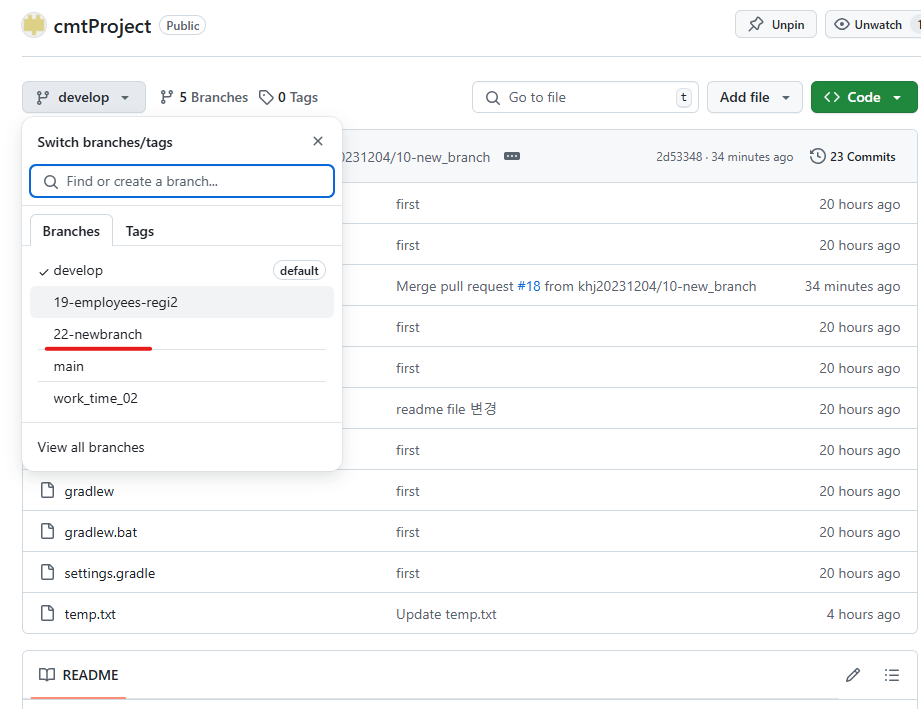 cmtProject Public Unpin Unwatch
develop 5 Branches 0 Tags Go to file t Add file Code
Switch branches/tags
0231204/10-new_branch 2d53348 · 34 minutes ago 23 Commits
Find or create a branch...
first 20 hours ago
Branches Tags
first 20 hours ago
develop default
Merge pull request #18 from khj20231204/10-new_branch 34 minutes ago
19-employees-regi2
first 20 hours ago
22-newbranch
first 20 hours ago
main
work_time_02
readme file 변경 20 hours ago
View all branches
first 20 hours ago
gradlew first 20 hours ago
gradlew.bat first 20 hours ago
settings.gradle first 20 hours ago
temp.txt Update temp.txt 4 hours ago
README